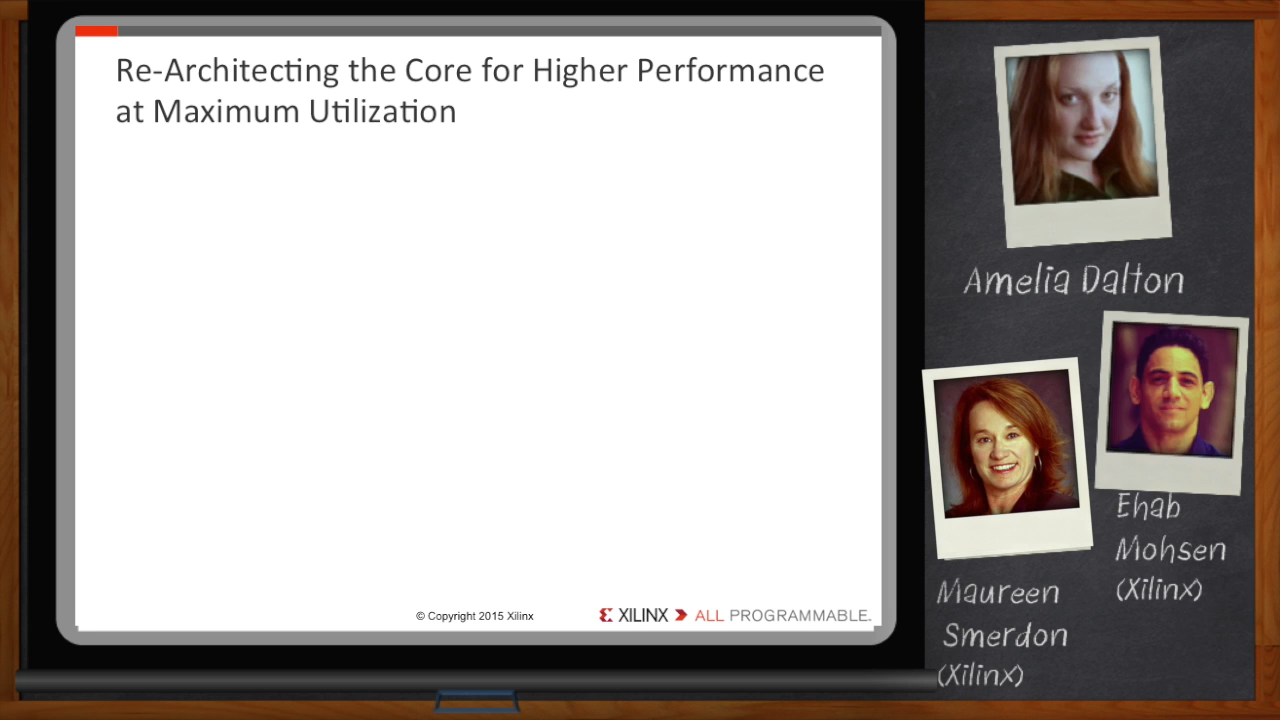 Re-Architecting the Core for Higher Performance
at Maximum Utilization
© Copyright 2015 Xilinx
XILINX ALL PROGRAMMABLE.
Amelia Dalton
Ehab
Mohsen
(Xilinx)
Maureen
Smerdon
(Xilinx)